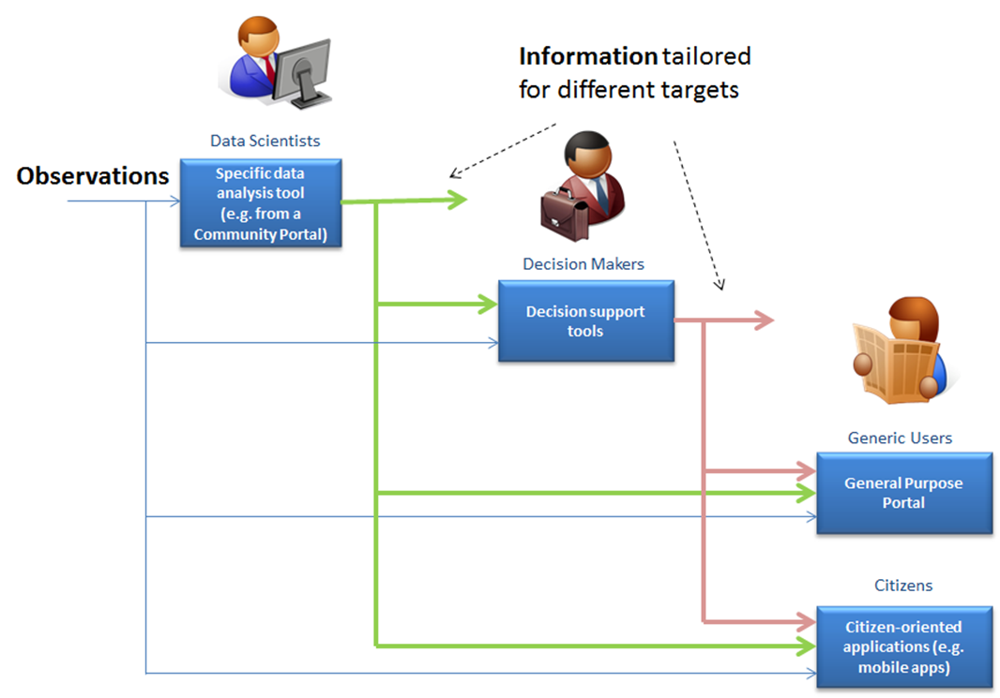 Information tailored
for different targets
Data Scientists
Observations
Specific data
analysis tool
(e.g. from a
Community Portal)
Decision Makers
Decision support
tools
Generic Users
General Purpose
Portal
Citizens
Citizen-oriented
applications (e.g.
mobile apps)